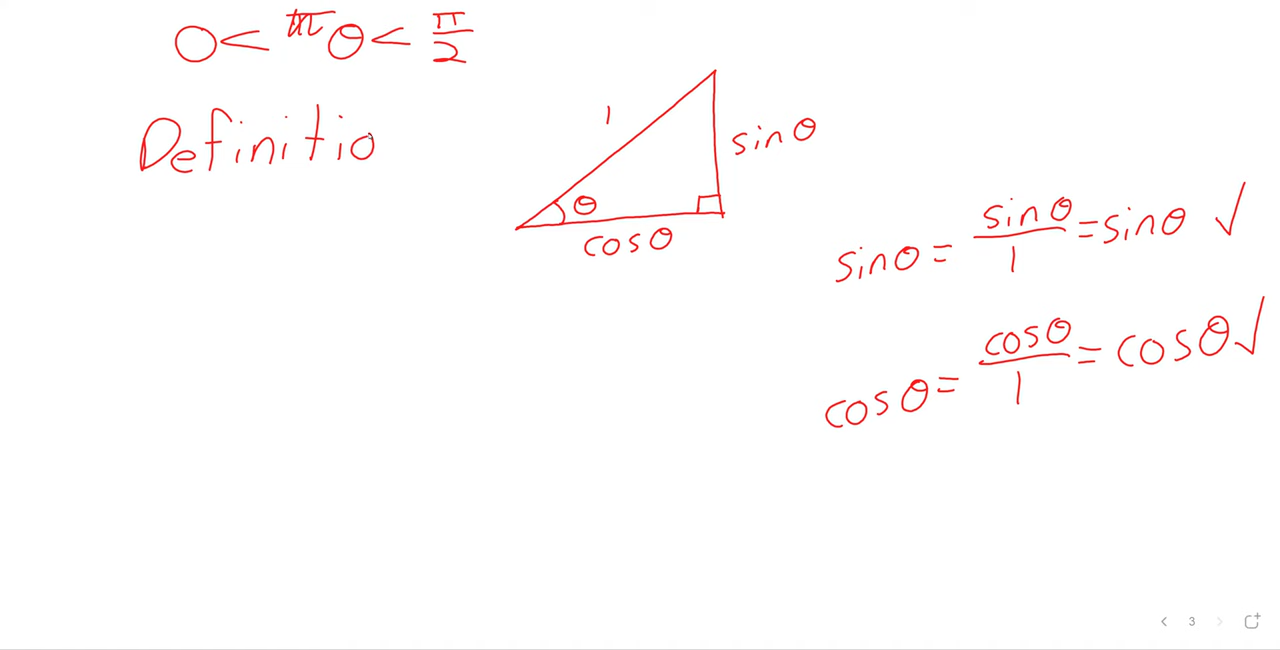 0 < θ < π/2
Definitio
1
sinθ
θ
cosθ
sinθ = sinθ/1 = sinθ ✓
cosθ = cosθ/1 = cosθ ✓
3